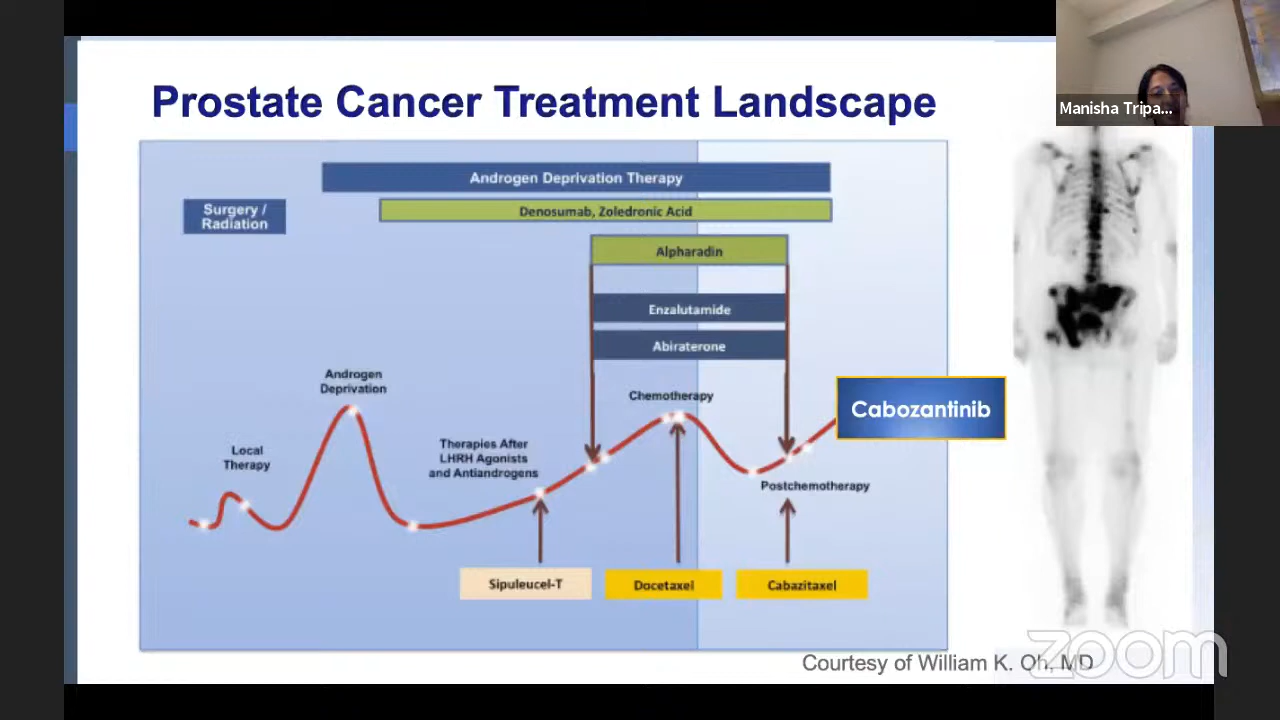 Prostate Cancer Treatment Landscape
Manisha Tripa...
Androgen Deprivation Therapy
Surgery /
Radiation
Denosumab, Zoledronic Acid
Alpharadin
Enzalutamide
Abiraterone
Androgen
Deprivation
Chemotherapy
Cabozantinib
Local
Therapy
Therapies After
LHRH Agonists
and Antiandrogens
Postchemotherapy
Sipuleucel-T
Docetaxel
Cabazitaxel
Courtesy of William K. Oh, MD
zoom